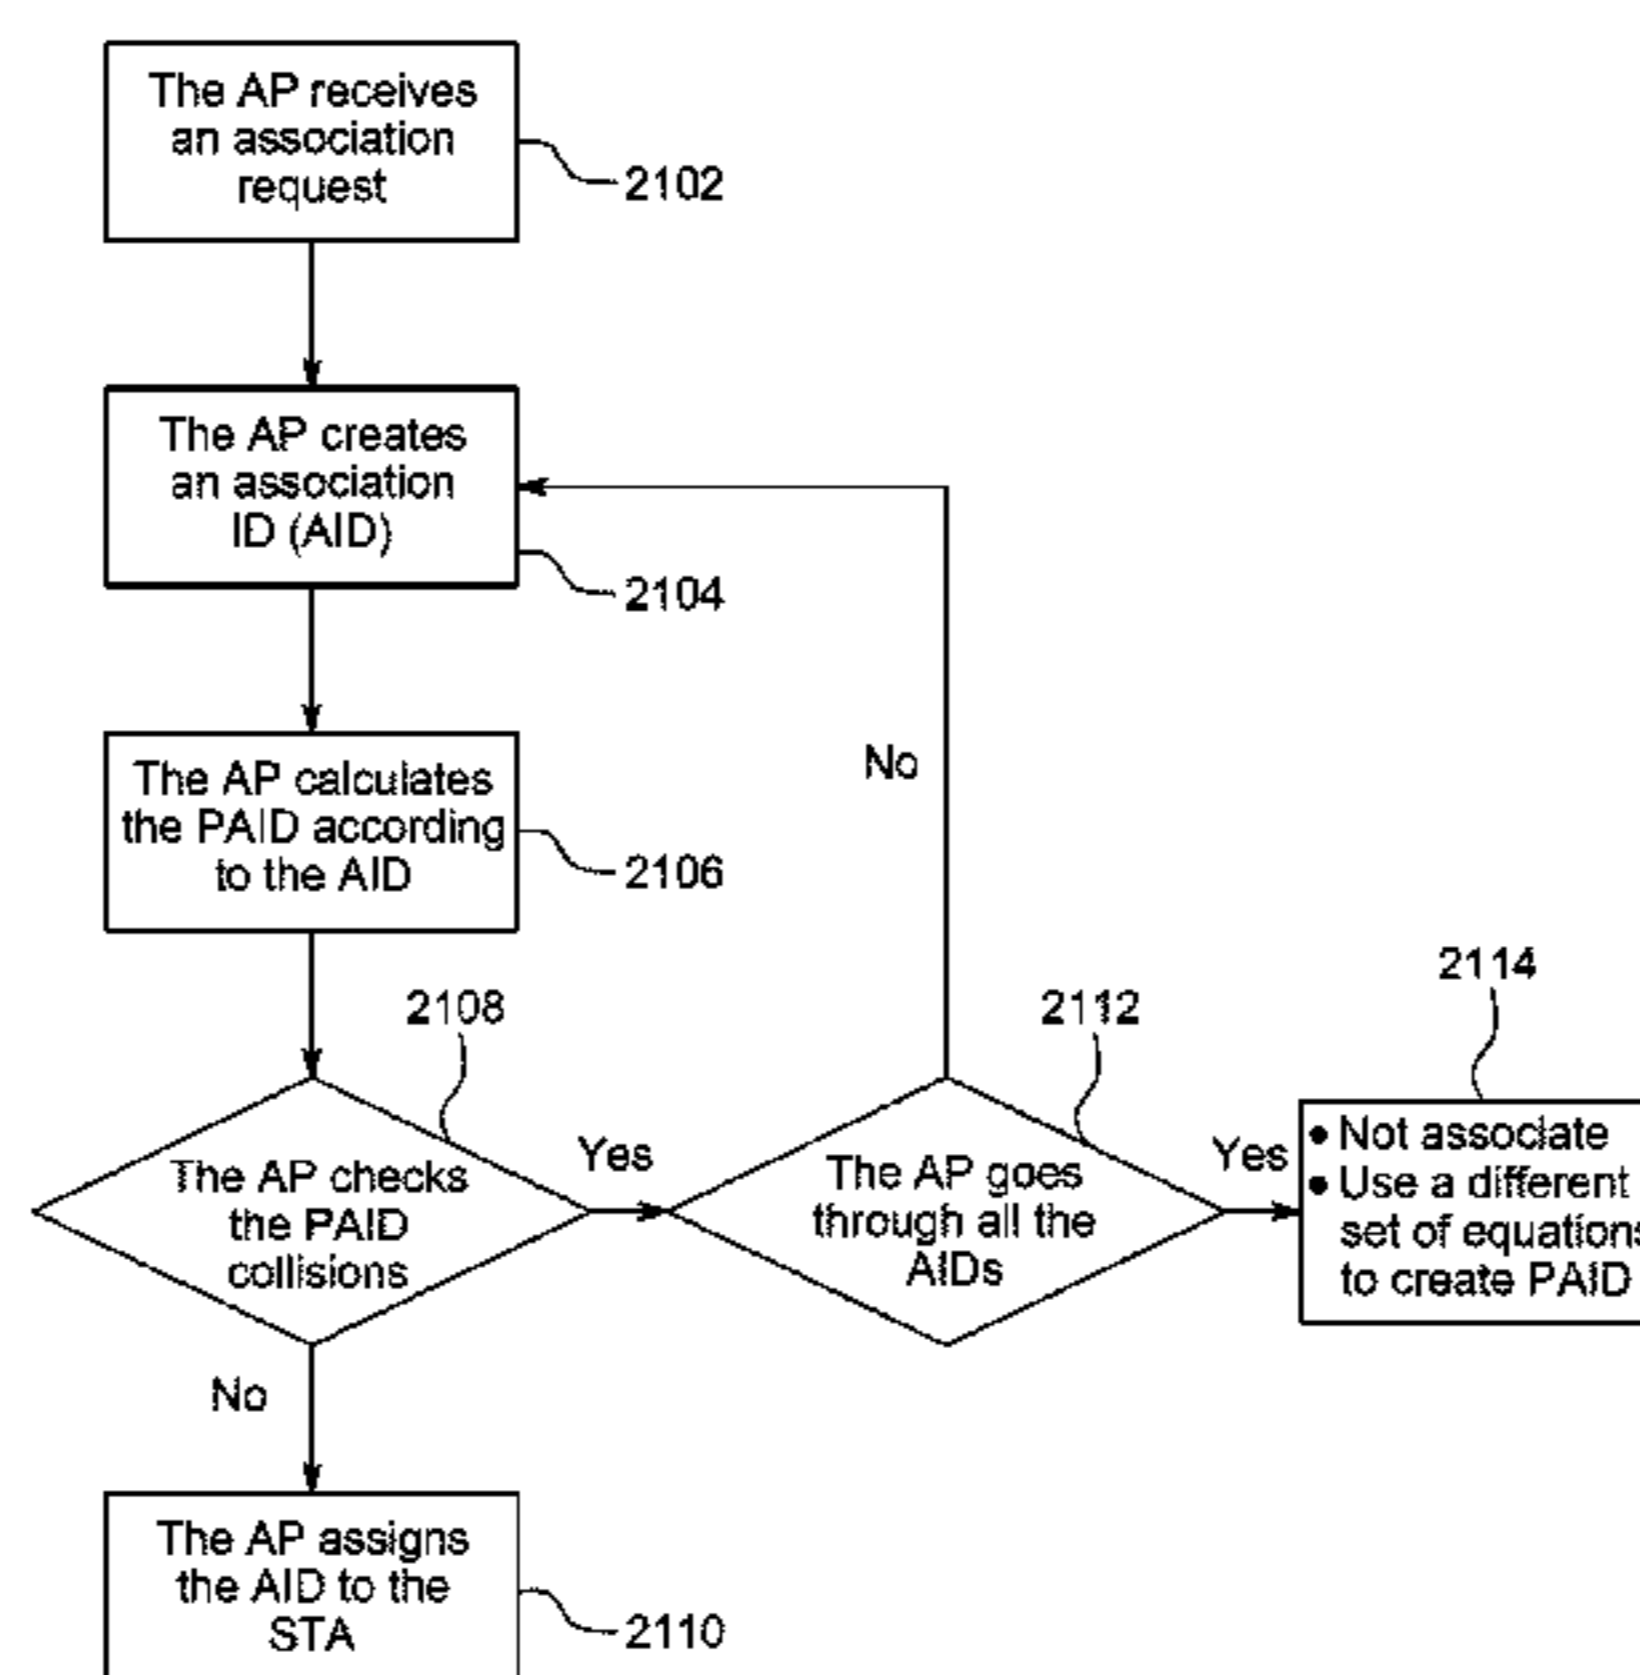 The AP receives
an association
request
2102
The AP creates
an association
ID (AID)
2104
The AP calculates
the PAID according
to the AID
2106
No
2108
The AP checks
the PAID
collisions
Yes
2112
The AP goes
through all the
AIDs
Yes
2114
• Not associate
• Use a different
set of equations
to create PAID
No
The AP assigns
the AID to the
STA
2110